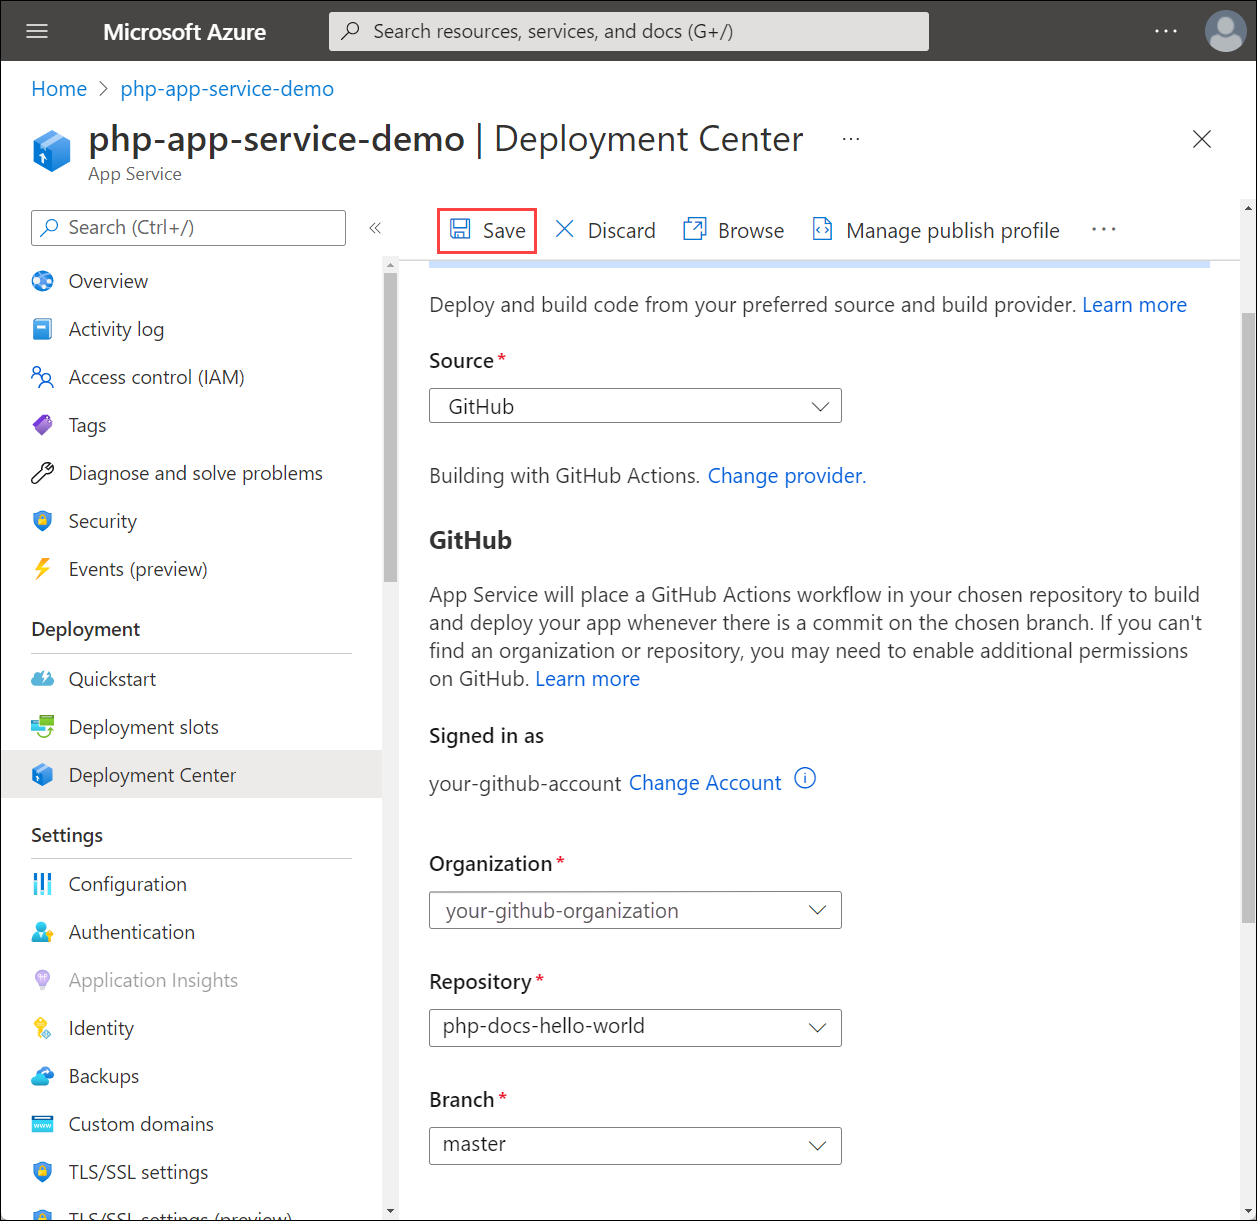 Microsoft Azure
Search resources, services, and docs (G+/)
Home > php-app-service-demo
php-app-service-demo | Deployment Center
App Service
Search (Ctrl+/)
Overview
Activity log
Access control (IAM)
Tags
Diagnose and solve problems
Security
Events (preview)
Deployment
Quickstart
Deployment slots
Deployment Center
Settings
Configuration
Authentication
Application Insights
Identity
Backups
Custom domains
TLS/SSL settings
TLS/SSL settings (preview)
Save Discard Browse Manage publish profile
Deploy and build code from your preferred source and build provider. Learn more
Source *
GitHub
Building with GitHub Actions. Change provider.
GitHub
App Service will place a GitHub Actions workflow in your chosen repository to build
and deploy your app whenever there is a commit on the chosen branch. If you can't
find an organization or repository, you may need to enable additional permissions
on GitHub. Learn more
Signed in as
your-github-account Change Account
Organization *
your-github-organization
Repository *
php-docs-hello-world
Branch *
master